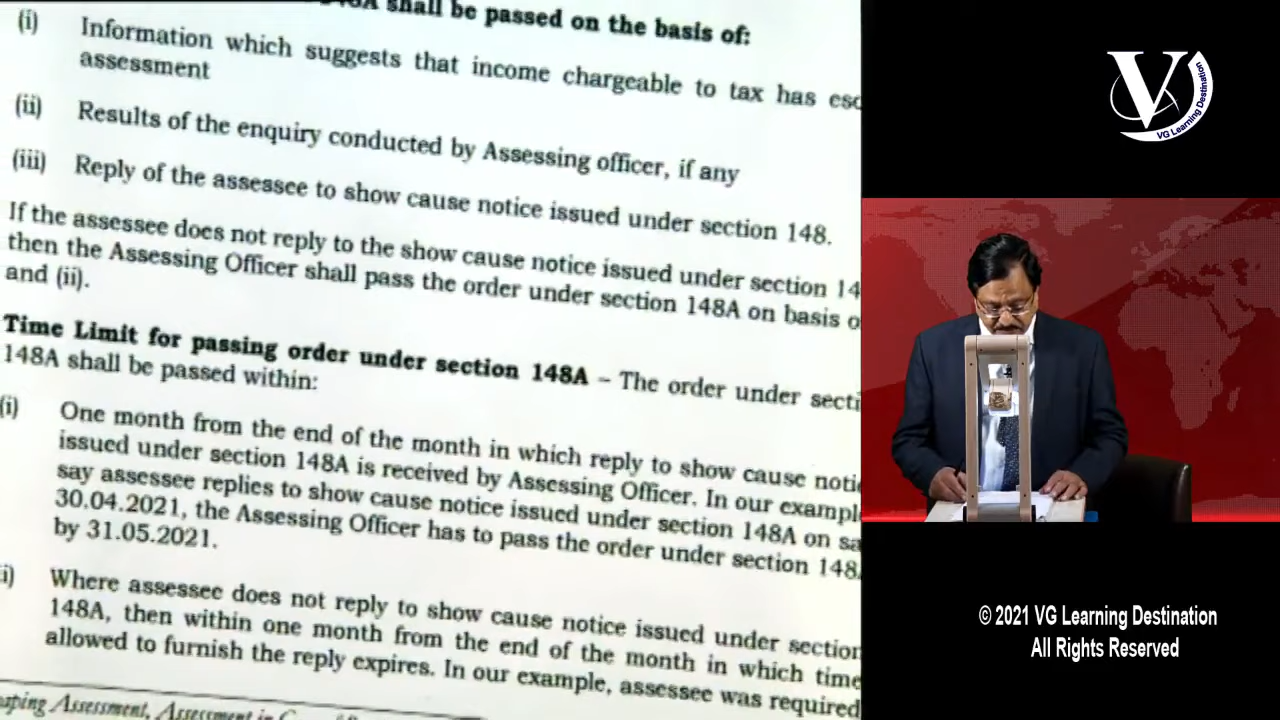 shall be passed on the basis of:
(i) Information which suggests that income chargeable to tax has
assessment
(ii) Results of the enquiry conducted by Assessing officer, if any
(iii) Reply of the assessee to show cause notice issued under section 148.
If the assessee does not reply to the show cause notice issued under section 14
then the Assessing Officer shall pass the order under section 148A on basis
and (ii).
Time Limit for passing order under section 148A – The order under
148A shall be passed within:
(i) One month from the end of the month in which reply to show cause
issued under section 148A is received by Assessing Officer. In our
say assessee replies to show cause notice issued under section 148A on
30.04.2021, the Assessing Officer has to pass the order under section 148
by 31.05.2021.
i) Where assessee does not reply to show cause notice issued under section
148A, then within one month from the end of the month in which time
allowed to furnish the reply expires. In our example, assessee was required
Assessment, Assessment in
V
VG Learning Destination
© 2021 VG Learning Destination
All Rights Reserved